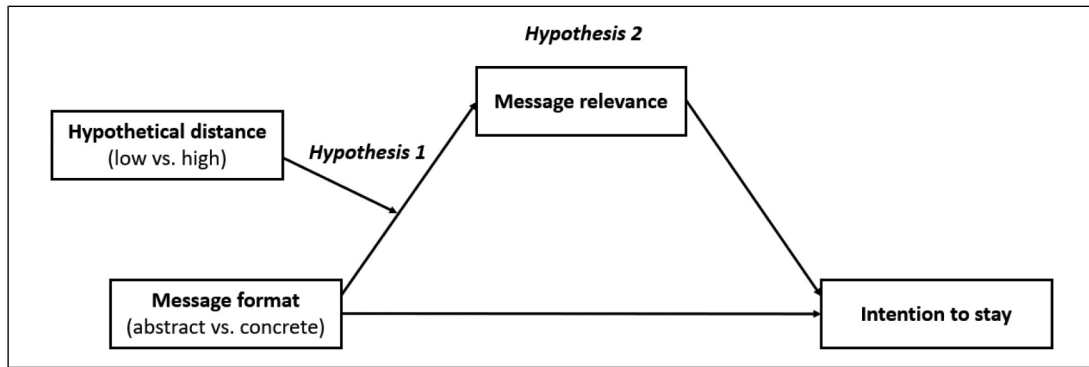 Hypothesis 2
Message relevance
Hypothetical distance
(low vs. high)
Hypothesis 1
Message format
(abstract vs. concrete)
Intention to stay